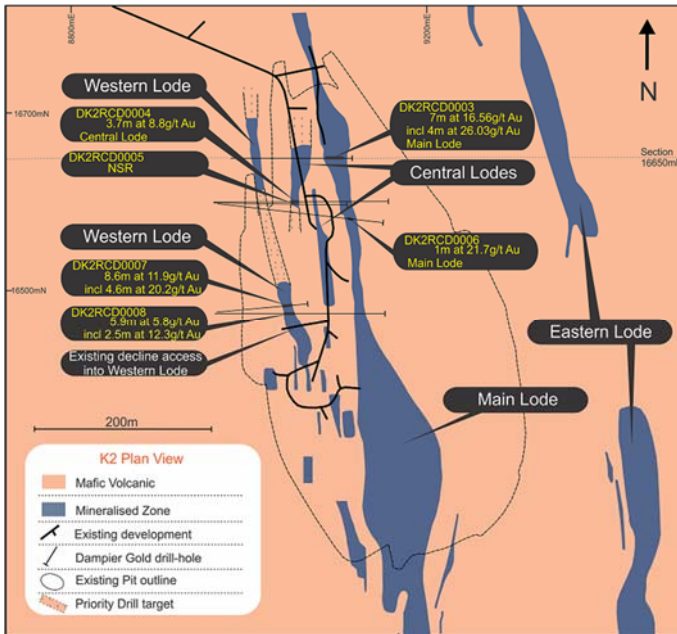 8800mE
9200mE
N
16700mN
Western Lode
DK2RCD0004
3.7m at 8.8g/t Au
Central Lode
DK2RCD0005
NSR
DK2RCD0003
7m at 16.56g/t Au
incl 4m at 26.03g/t Au
Main Lode
Section
16650m
Central Lodes
Western Lode
DK2RCD0006
1m at 21.7g/t Au
Main Lode
DK2RCD0007
8.6m at 11.9g/t Au
incl 4.6m at 20.2g/t Au
16500mN
DK2RCD0008
5.9m at 5.8g/t Au
incl 2.5m at 12.3g/t Au
Eastern Lode
Existing decline access
into Western Lode
Main Lode
200m
K2 Plan View
Mafic Volcanic
Mineralised Zone
Existing development
Dampier Gold drill-hole
Existing Pit outline
Priority Drill target